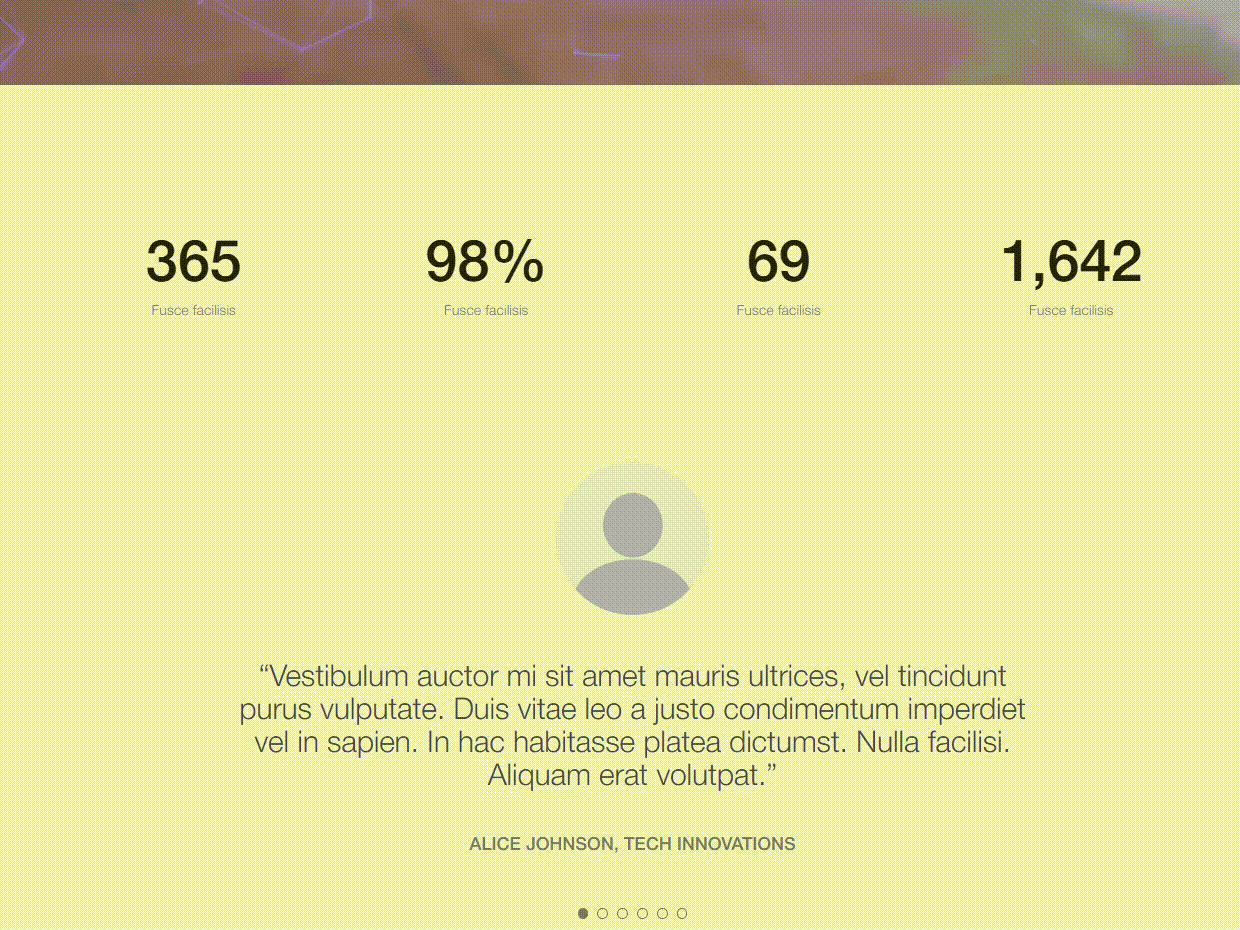 365 98% 69 1,642
Fusce facilisis Fusce facilisis Fusce facilisis Fusce facilisis
“Vestibulum auctor mi sit amet mauris ultrices, vel tincidunt
purus vulputate. Duis vitae leo a justo condimentum imperdiet
vel in sapien. In hac habitasse platea dictumst. Nulla facilisi.
Aliquam erat volutpat.”
ALICE JOHNSON, TECH INNOVATIONS